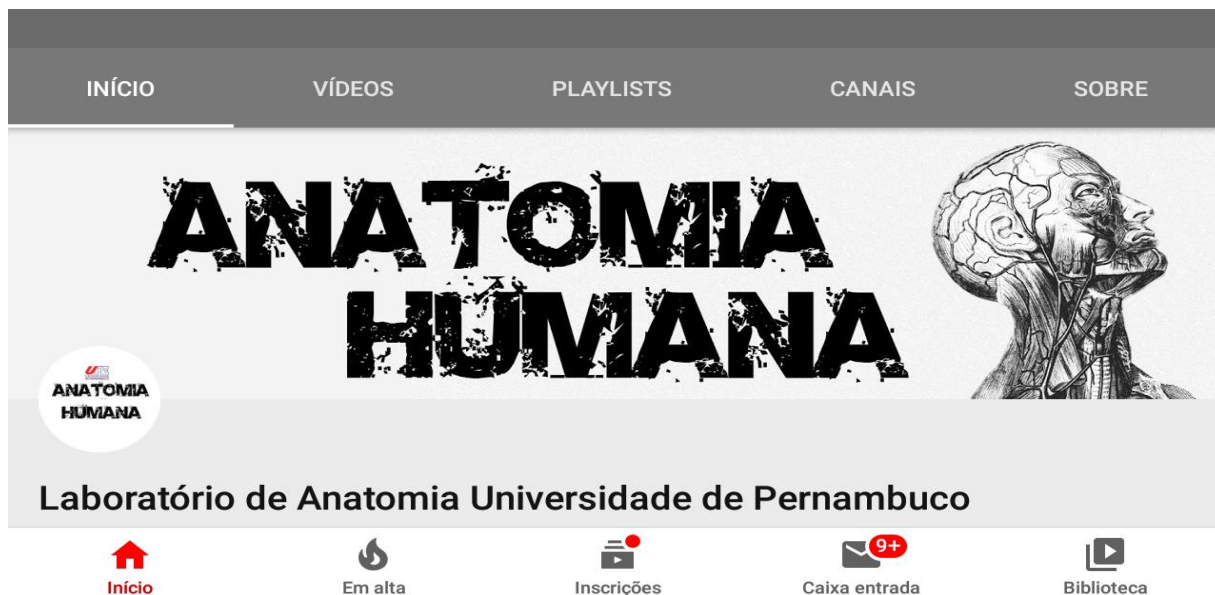 INÍCIO VÍDEOS PLAYLISTS CANAIS SOBRE
ANATOMIA
HUMANA
UPE
ANATOMIA
HUMANA
Laboratório de Anatomia Universidade de Pernambuco
9+
Início Em alta Inscrições Caixa entrada Biblioteca